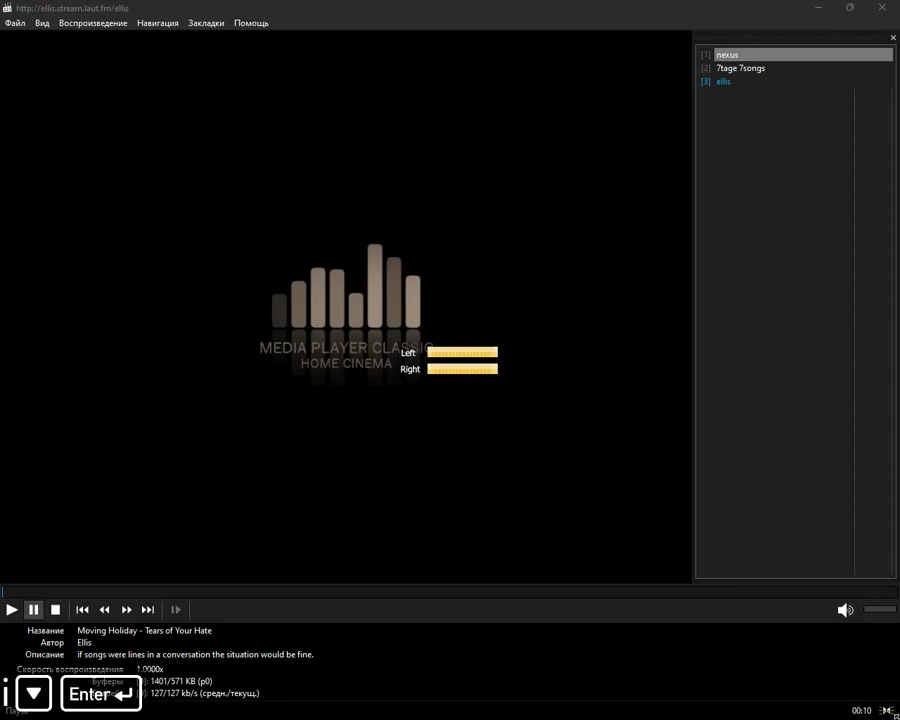 http://ellis.stream.laut.fm/ellis
Файл Вид Воспроизведение Навигация Закладки Помощь
[1] nexus
[2] 7tage 7songs
[3] ellis
MEDIA PLAYER CLASSIC
HOME CINEMA
Left
Right
Название Moving Holiday - Tears of Your Hate
Автор Ellis
Описание if songs were lines in a conversation the situation would be fine.
Скорость воспроизведения 1.0000x
Буферы [0]: 1401/571 KB (p0)
127/127 kb/s (средн./текущ.)
i Enter
00:10